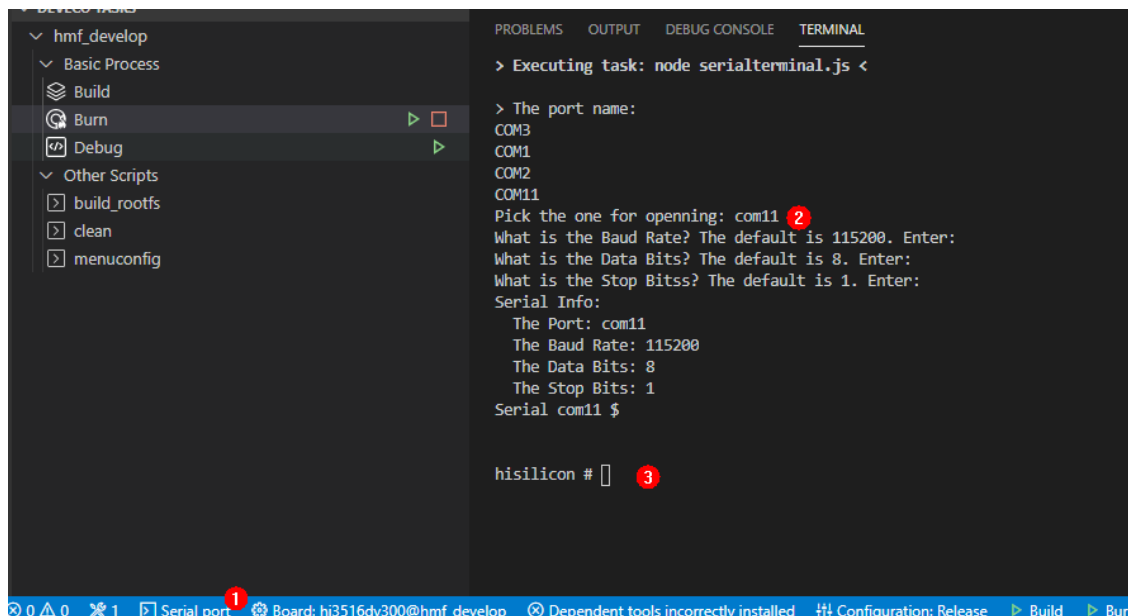 DEVECO TASKS
hmf_develop
Basic Process
Build
Burn
Debug
Other Scripts
build_rootfs
clean
menuconfig
PROBLEMS OUTPUT DEBUG CONSOLE TERMINAL
> Executing task: node serialterminal.js <
> The port name:
COM3
COM1
COM2
COM11
Pick the one for openning: com11 2
What is the Baud Rate? The default is 115200. Enter:
What is the Data Bits? The default is 8. Enter:
What is the Stop Bitss? The default is 1. Enter:
Serial Info:
The Port: com11
The Baud Rate: 115200
The Data Bits: 8
The Stop Bits: 1
Serial com11 $
hisilicon # 3
0 0 1 Serial port 1 Board: hi3516dv300@hmf_develop Dependent tools incorrectly installed Configuration: Release Build Bur